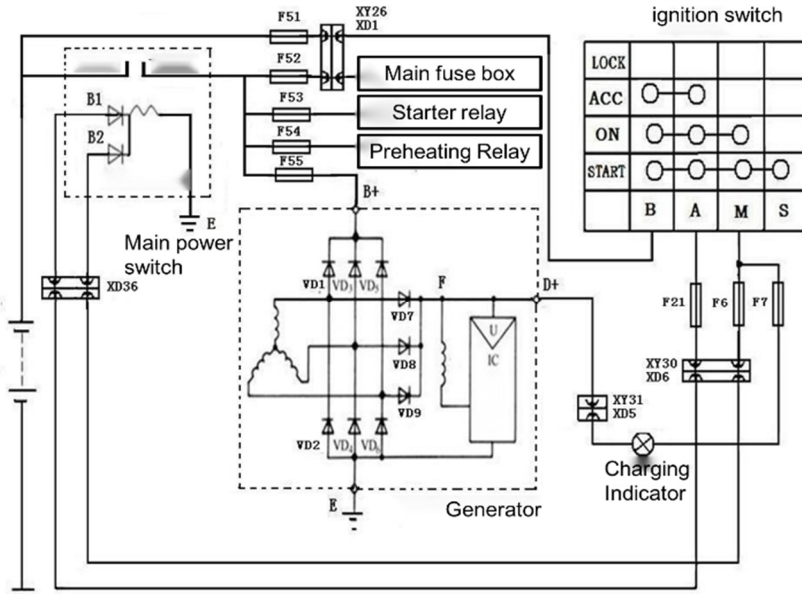 F51
XY26
XD1
ignition switch
F52
Main fuse box
LOCK
ACC
B1
F53
Starter relay
ON
B2
F54
Preheating Relay
START
F55
B+
B A M S
E
Main power
switch
XD36
VD1 VD3 VD5
F
D+
VD7
U
IC
F21 F6 F7
VD8
XY30
XD6
VD9
XY31
XD5
VD2 VD4 VD6
Charging
Indicator
E
Generator